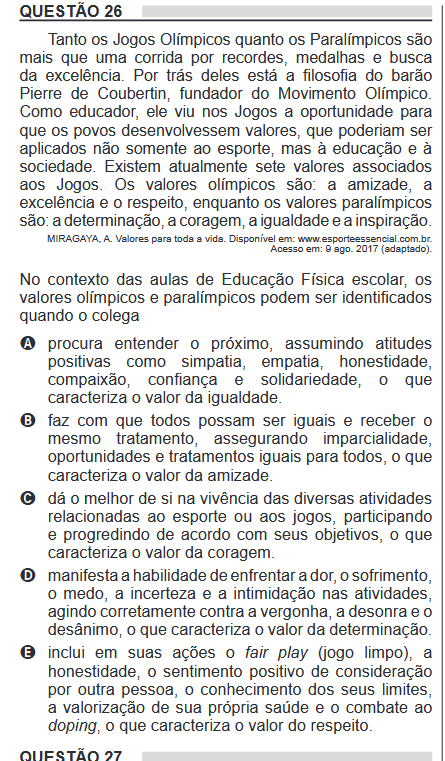 QUESTÃO 26
Tanto os Jogos Olímpicos quanto os Paralímpicos são
mais que uma corrida por recordes, medalhas e busca
da excelência. Por trás deles está a filosofia do barão
Pierre de Coubertin, fundador do Movimento Olímpico.
Como educador, ele viu nos Jogos a oportunidade para
que os povos desenvolvessem valores, que poderiam ser
aplicados não somente ao esporte, mas à educação e à
sociedade. Existem atualmente sete valores associados
aos Jogos. Os valores olímpicos são: a amizade, a
excelência e o respeito, enquanto os valores paralímpicos
são: a determinação, a coragem, a igualdade e a inspiração.
MIRAGAYA, A. Valores para toda a vida. Disponível em: www.esporteessencial.com.br.
Acesso em: 9 ago. 2017 (adaptado).
No contexto das aulas de Educação Física escolar, os
valores olímpicos e paralímpicos podem ser identificados
quando o colega
A procura entender o próximo, assumindo atitudes
positivas como simpatia, empatia, honestidade,
compaixão, confiança e solidariedade, o que
caracteriza o valor da igualdade.
B faz com que todos possam ser iguais e receber o
mesmo tratamento, assegurando imparcialidade,
oportunidades e tratamentos iguais para todos, o que
caracteriza o valor da amizade.
C dá o melhor de si na vivência das diversas atividades
relacionadas ao esporte ou aos jogos, participando
e progredindo de acordo com seus objetivos, o que
caracteriza o valor da coragem.
D manifesta a habilidade de enfrentar a dor, o sofrimento,
o medo, a incerteza e a intimidação nas atividades,
agindo corretamente contra a vergonha, a desonra e o
desânimo, o que caracteriza o valor da determinação.
E inclui em suas ações o fair play (jogo limpo), a
honestidade, o sentimento positivo de consideração
por outra pessoa, o conhecimento dos seus limites,
a valorização de sua própria saúde e o combate ao
doping, o que caracteriza o valor do respeito.
QUESTÃO 27